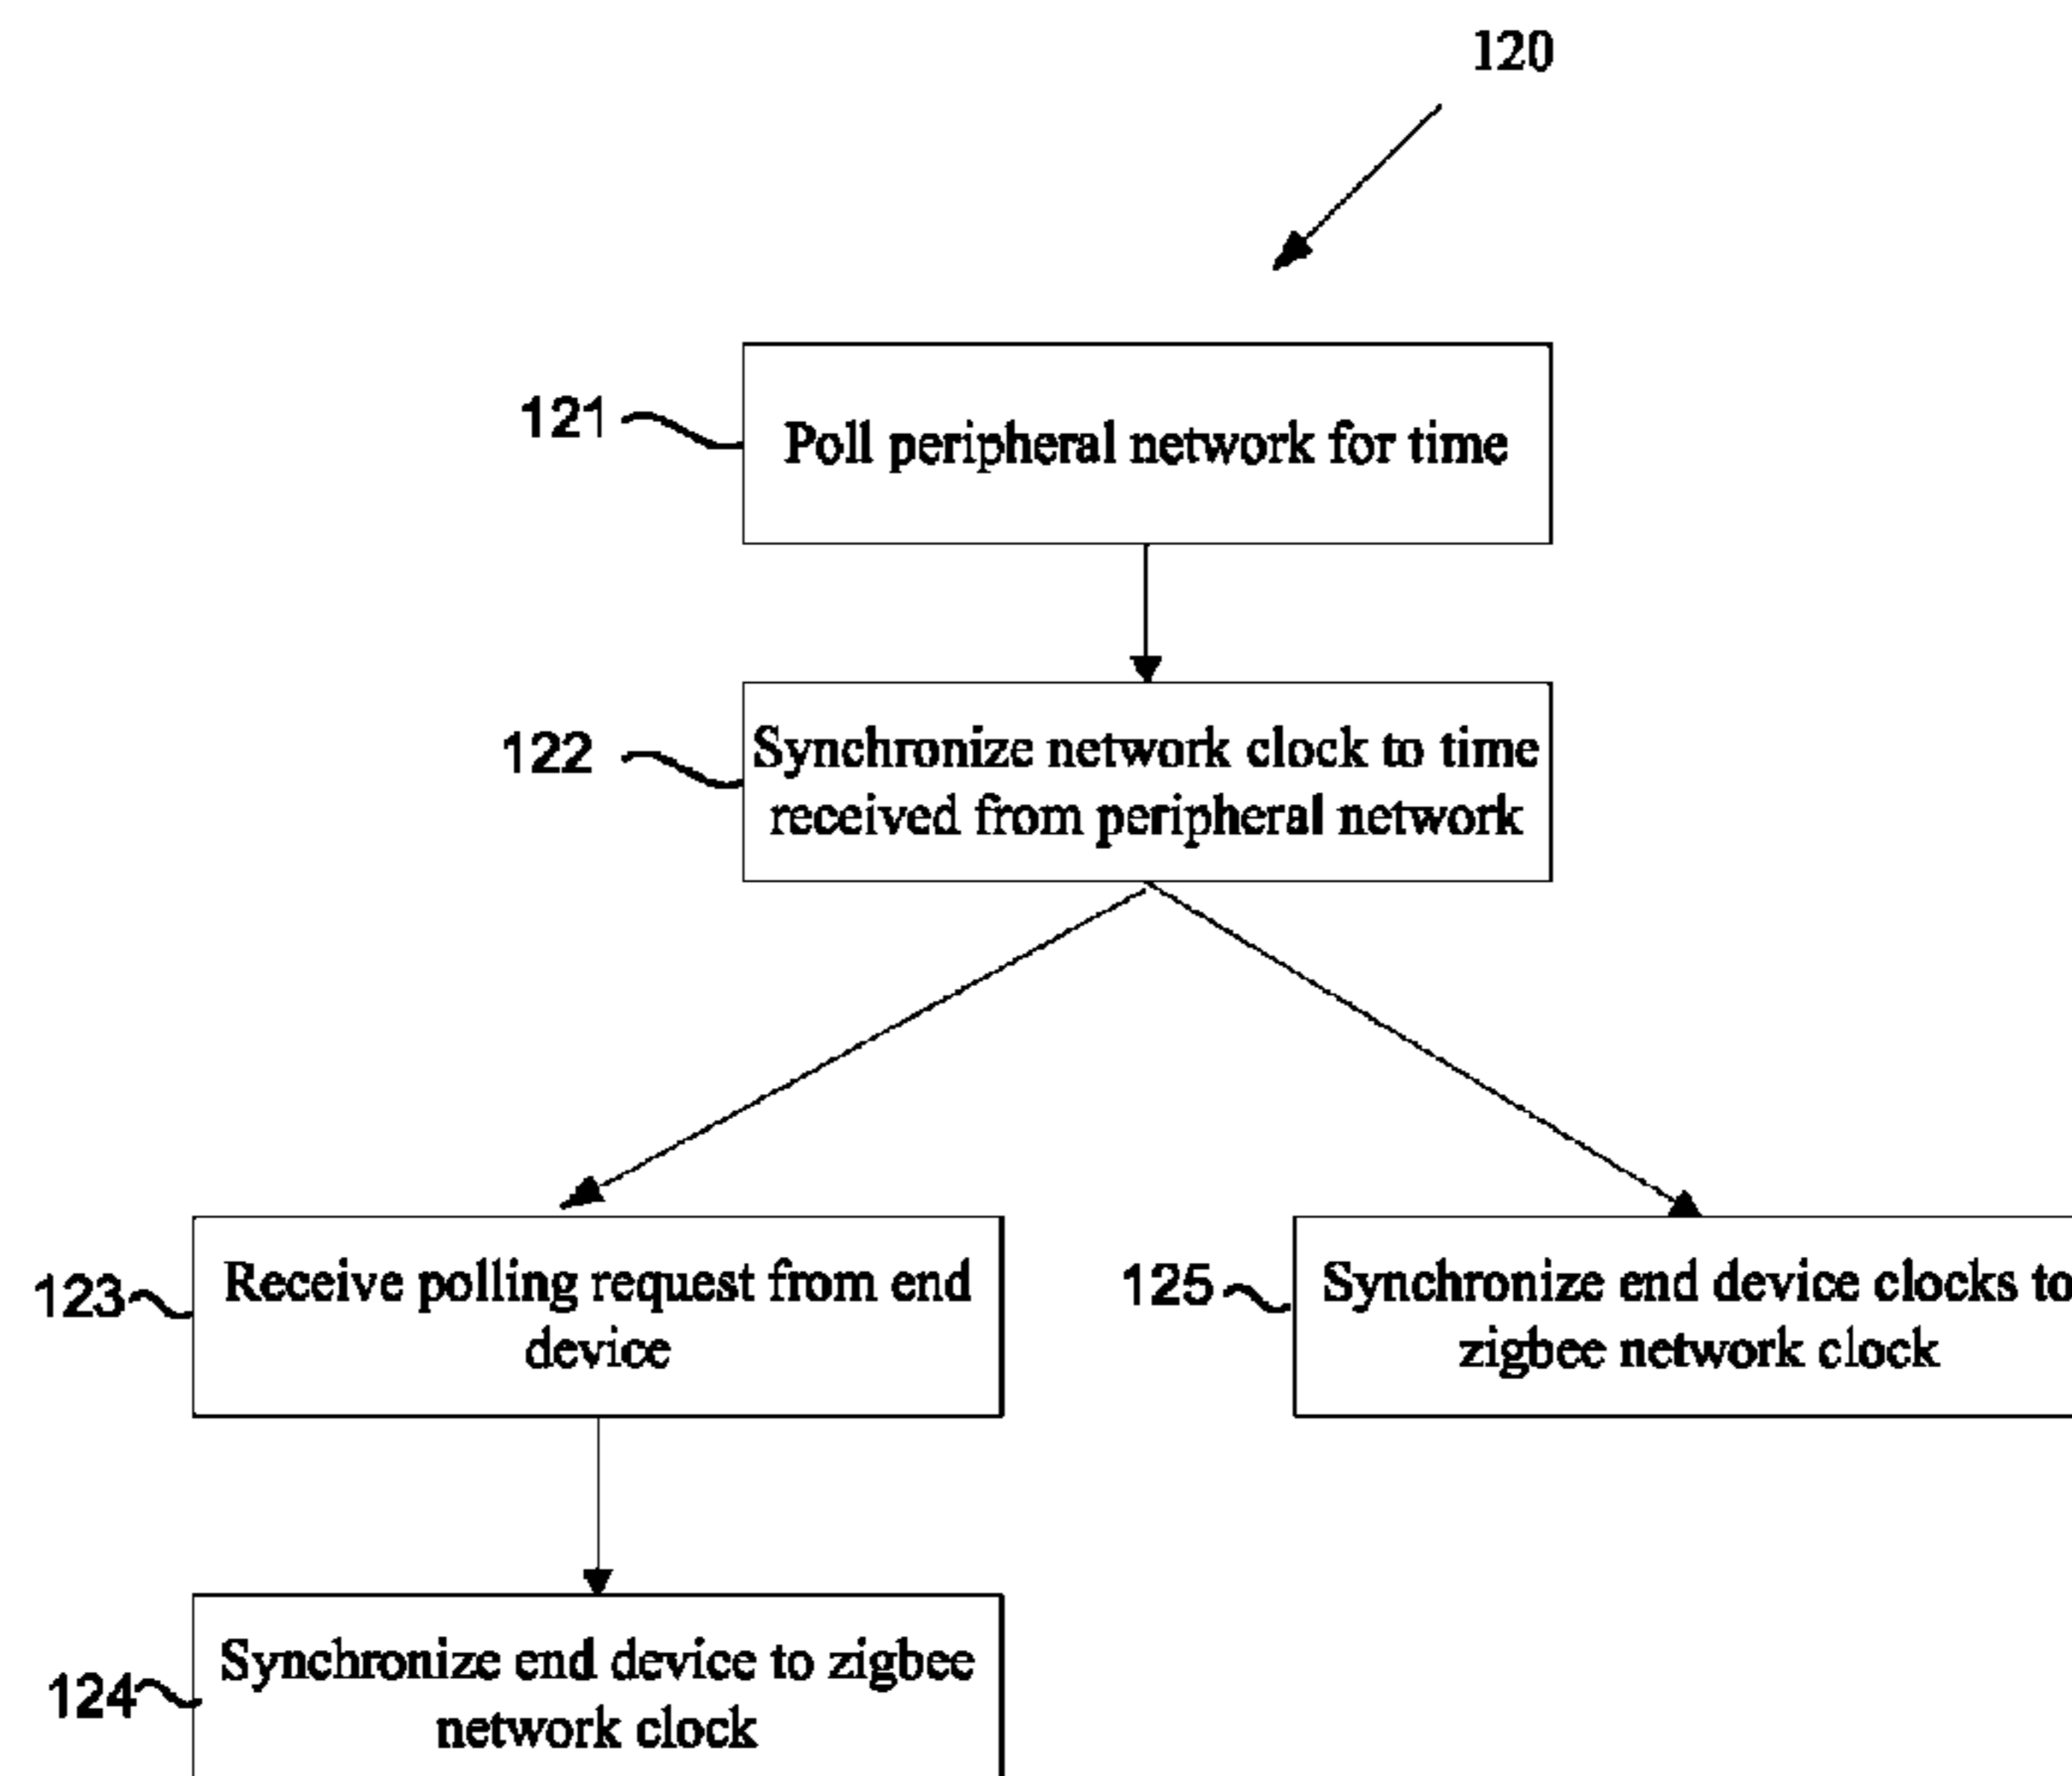 120
121
Poll peripheral network for time
122
Synchronize network clock to time
received from peripheral network
123
Receive polling request from end
device
125
Synchronize end device clocks to
zigbee network clock
124
Synchronize end device to zigbee
network clock